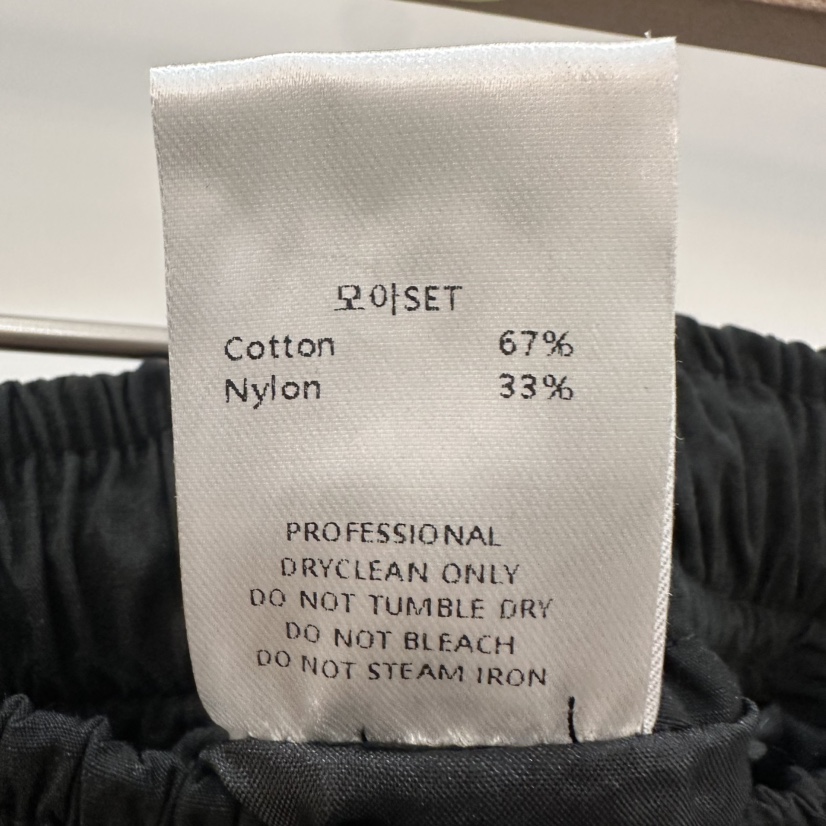 모아SET
Cotton 67%
Nylon 33%
PROFESSIONAL
DRYCLEAN ONLY
DO NOT TUMBLE DRY
DO NOT BLEACH
DO NOT STEAM IRON